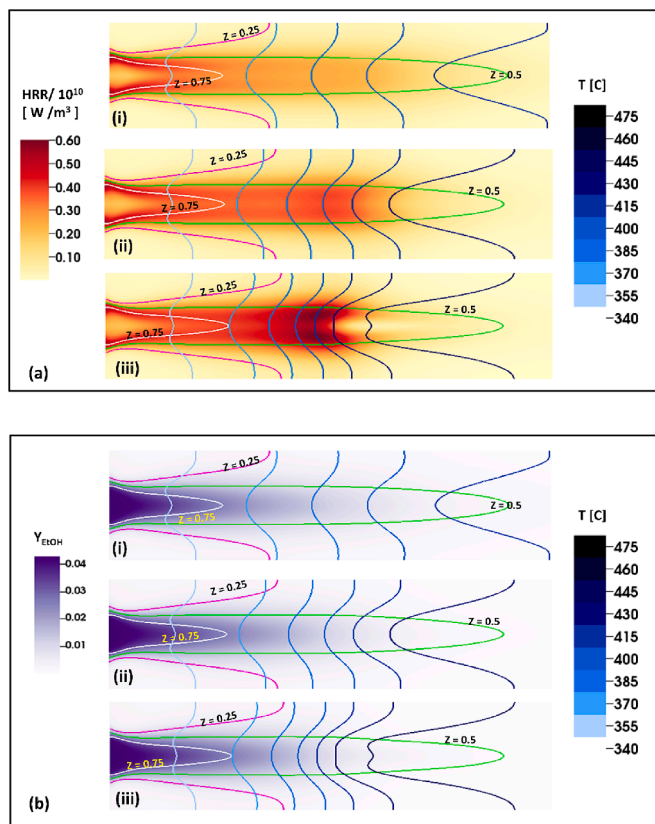 Z = 0.25
HRR/ 10¹⁰
[ W /m³ ]
Z = 0.75
Z = 0.5
T [C]
(i)
0.60
0.50
0.40
0.30
0.20
0.10
475
460
445
430
415
400
385
370
355
340
Z = 0.25
Z = 0.75
Z = 0.5
(ii)
Z = 0.25
Z = 0.5
Z = 0.75
(a)
(iii)
Z = 0.25
T [C]
Y_EtOH
Z = 0.75
Z = 0.5
(i)
0.04
0.03
0.02
0.01
475
460
445
430
415
400
385
370
355
340
Z = 0.25
Z = 0.75
Z = 0.5
(ii)
Z = 0.25
Z = 0.5
Z = 0.75
(b)
(iii)